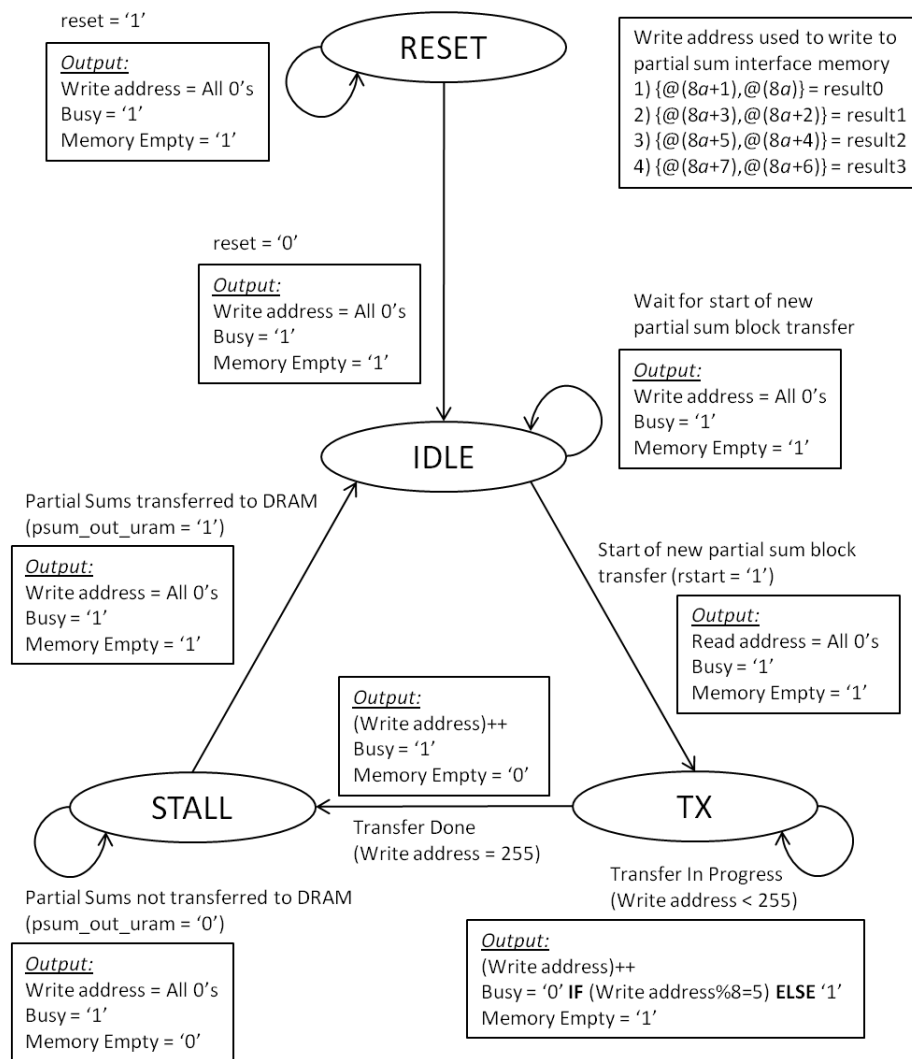 reset = ‘1’
Output:
Write address = All 0’s
Busy = ‘1’
Memory Empty = ‘1’
RESET
Write address used to write to
partial sum interface memory
1) {@(8a+1),@(8a)} = result0
2) {@(8a+3),@(8a+2)} = result1
3) {@(8a+5),@(8a+4)} = result2
4) {@(8a+7),@(8a+6)} = result3
reset = ‘0’
Output:
Write address = All 0’s
Busy = ‘1’
Memory Empty = ‘1’
Wait for start of new
partial sum block transfer
Output:
Write address = All 0’s
Busy = ‘1’
Memory Empty = ‘1’
IDLE
Partial Sums transferred to DRAM
(psum_out_uram = ‘1’)
Output:
Write address = All 0’s
Busy = ‘1’
Memory Empty = ‘1’
Start of new partial sum block
transfer (rstart = ‘1’)
Output:
Read address = All 0’s
Busy = ‘1’
Memory Empty = ‘1’
Output:
(Write address)++
Busy = ‘1’
Memory Empty = ‘0’
STALL
TX
Transfer Done
(Write address = 255)
Partial Sums not transferred to DRAM
(psum_out_uram = ‘0’)
Output:
Write address = All 0’s
Busy = ‘1’
Memory Empty = ‘0’
Transfer In Progress
(Write address < 255)
Output:
(Write address)++
Busy = ‘0’ IF (Write address%8=5) ELSE ‘1’
Memory Empty = ‘1’